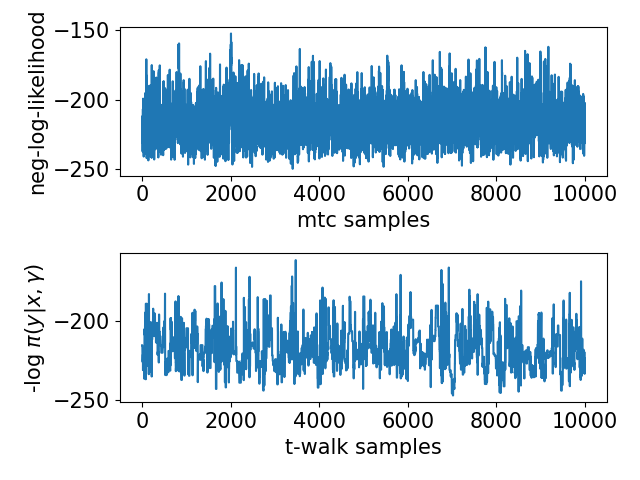 neg-log-likelihood
−150
−200
−250
0 2000 4000 6000 8000 10000
mtc samples
-log π(y|x, γ)
−200
−250
0 2000 4000 6000 8000 10000
t-walk samples